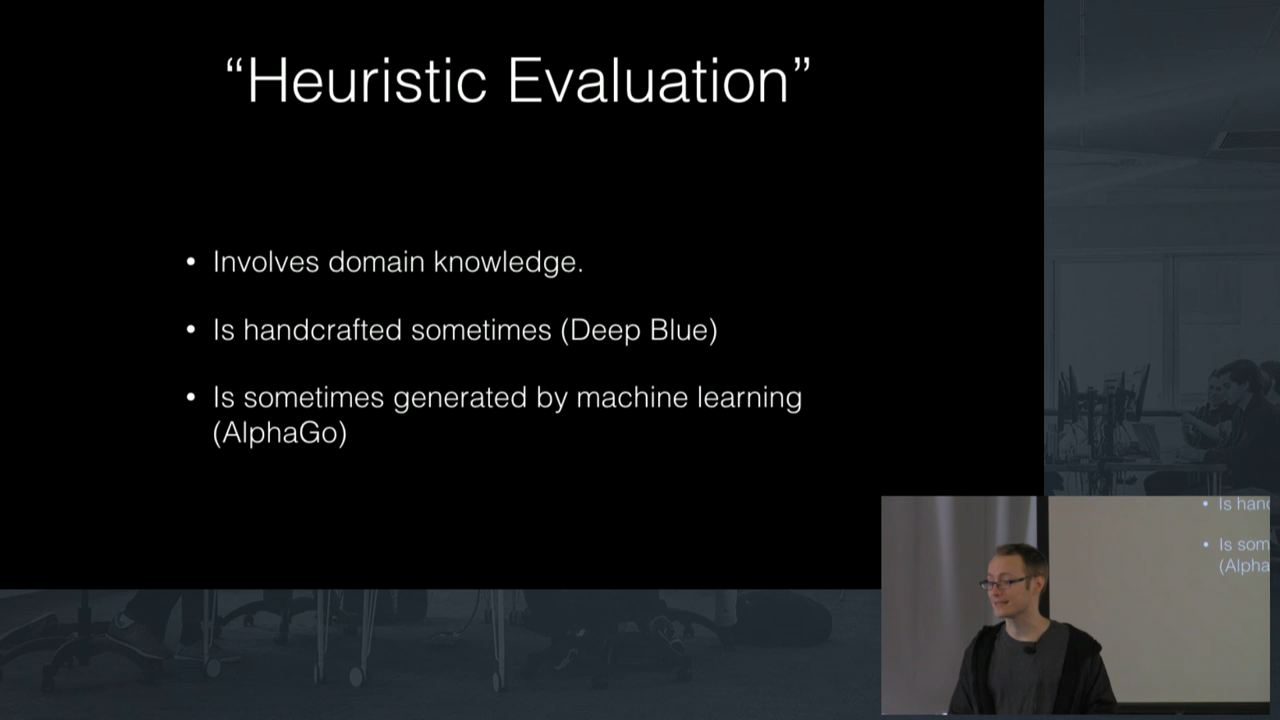 “Heuristic Evaluation”
• Involves domain knowledge.
• Is handcrafted sometimes (Deep Blue)
• Is sometimes generated by machine learning
(AlphaGo)
• Is hand
• Is som
(Alpha